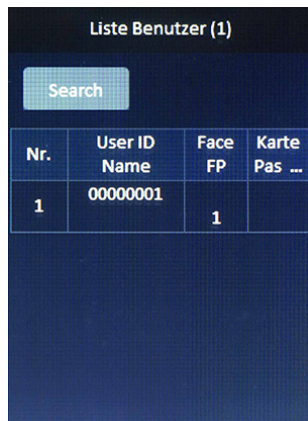 Liste Benutzer (1)
Search
Nr. User ID Name Face FP Karte Pas ...
1 00000001 1